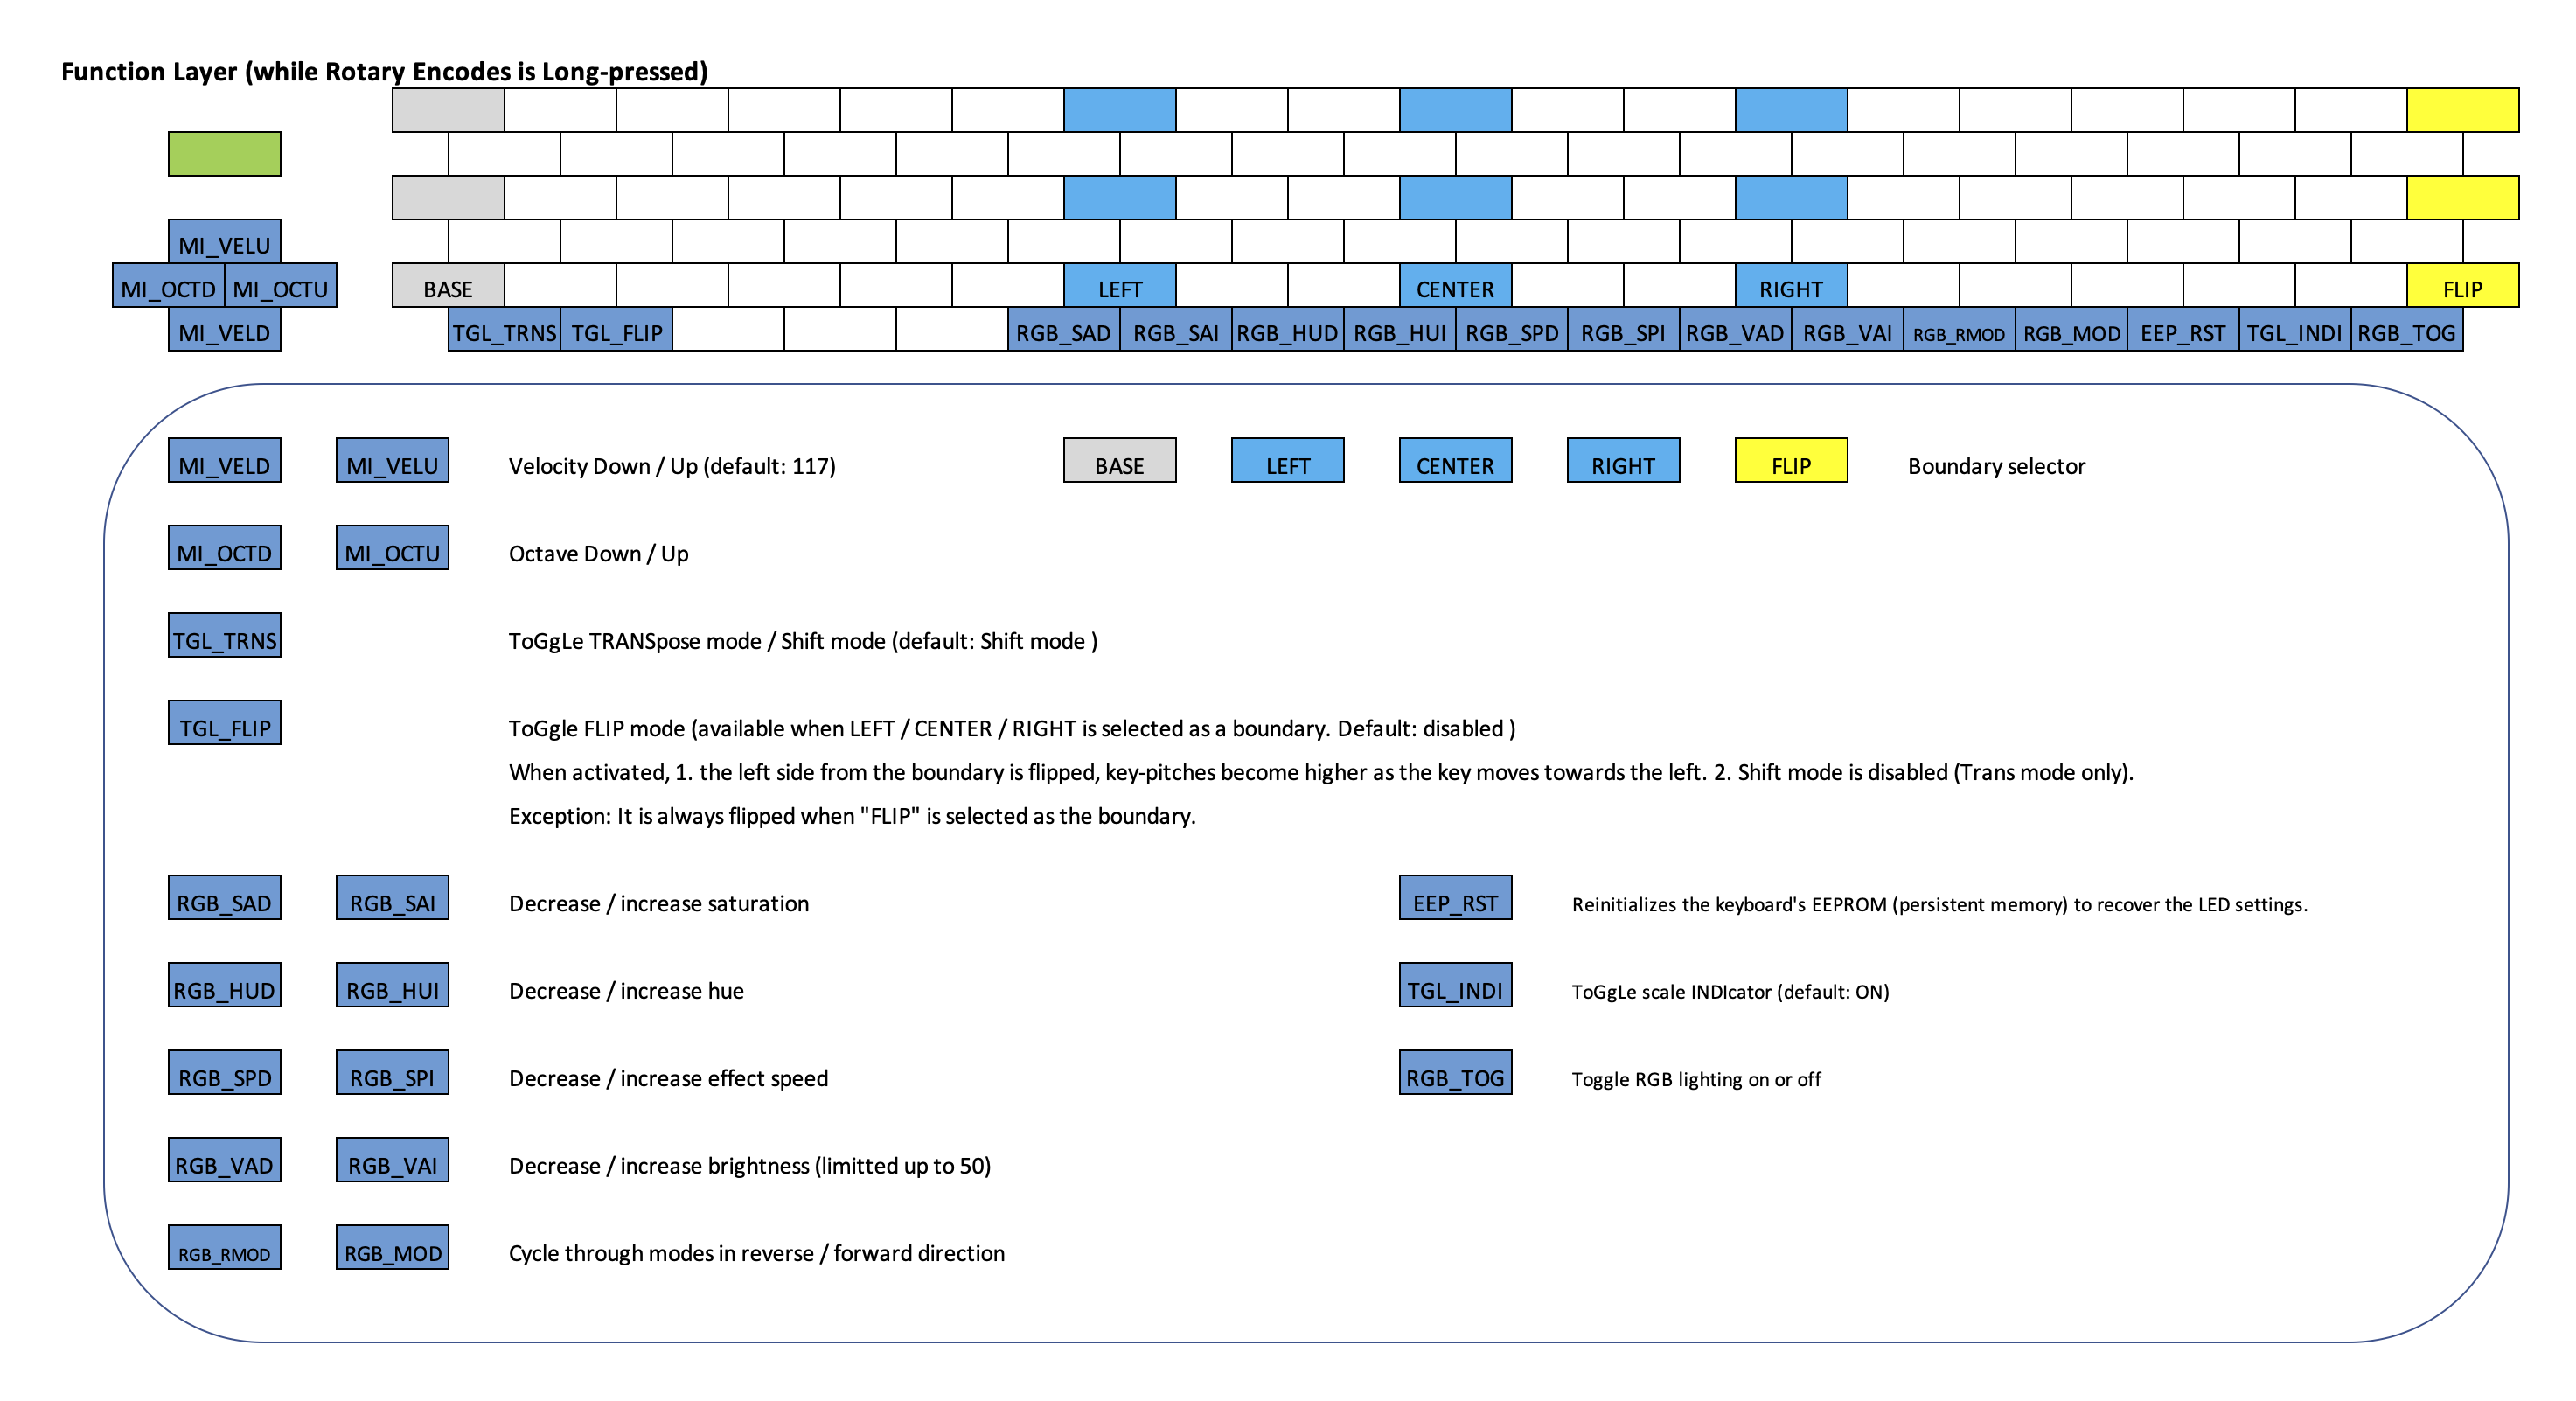 Function Layer (while Rotary Encodes is Long-pressed)
MI_VELU
MI_OCTD MI_OCTU BASE LEFT CENTER RIGHT FLIP
MI_VELD TGL_TRNS TGL_FLIP RGB_SAD RGB_SAI RGB_HUD RGB_HUI RGB_SPD RGB_SPI RGB_VAD RGB_VAI RGB_RMOD RGB_MOD EEP_RST TGL_INDI RGB_TOG
MI_VELD MI_VELU Velocity Down / Up (default: 117) BASE LEFT CENTER RIGHT FLIP Boundary selector
MI_OCTD MI_OCTU Octave Down / Up
TGL_TRNS ToGgLe TRANSpose mode / Shift mode (default: Shift mode )
TGL_FLIP ToGgle FLIP mode (available when LEFT / CENTER / RIGHT is selected as a boundary. Default: disabled )
When activated, 1. the left side from the boundary is flipped, key-pitches become higher as the key moves towards the left. 2. Shift mode is disabled (Trans mode only).
Exception: It is always flipped when "FLIP" is selected as the boundary.
RGB_SAD RGB_SAI Decrease / increase saturation EEP_RST Reinitializes the keyboard's EEPROM (persistent memory) to recover the LED settings.
RGB_HUD RGB_HUI Decrease / increase hue TGL_INDI ToGgLe scale INDIcator (default: ON)
RGB_SPD RGB_SPI Decrease / increase effect speed RGB_TOG Toggle RGB lighting on or off
RGB_VAD RGB_VAI Decrease / increase brightness (limitted up to 50)
RGB_RMOD RGB_MOD Cycle through modes in reverse / forward direction